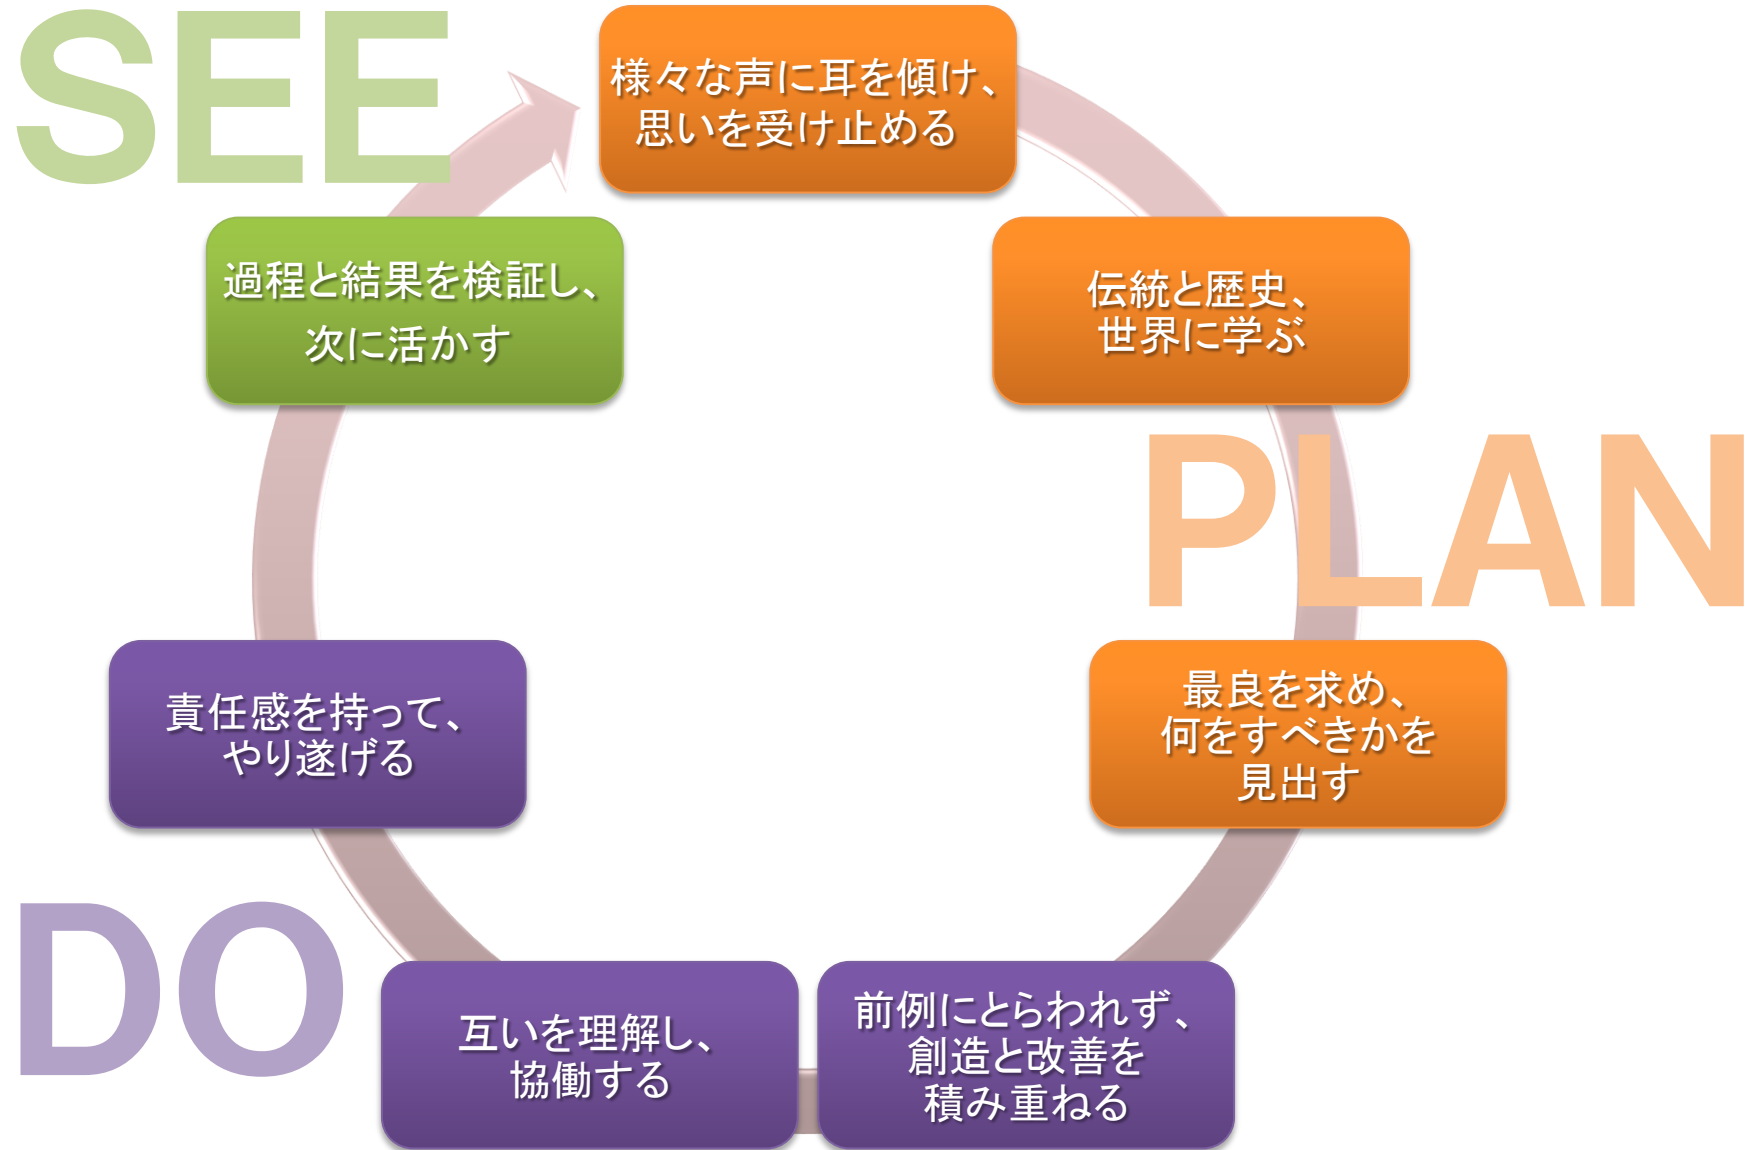 SEE
様々な声に耳を傾け、
思いを受け止める
伝統と歴史、
世界に学ぶ
PLAN
最良を求め、
何をすべきかを
見出す
前例にとらわれず、
創造と改善を
積み重ねる
互いを理解し、
協働する
DO
責任感を持って、
やり遂げる
過程と結果を検証し、
次に活かす